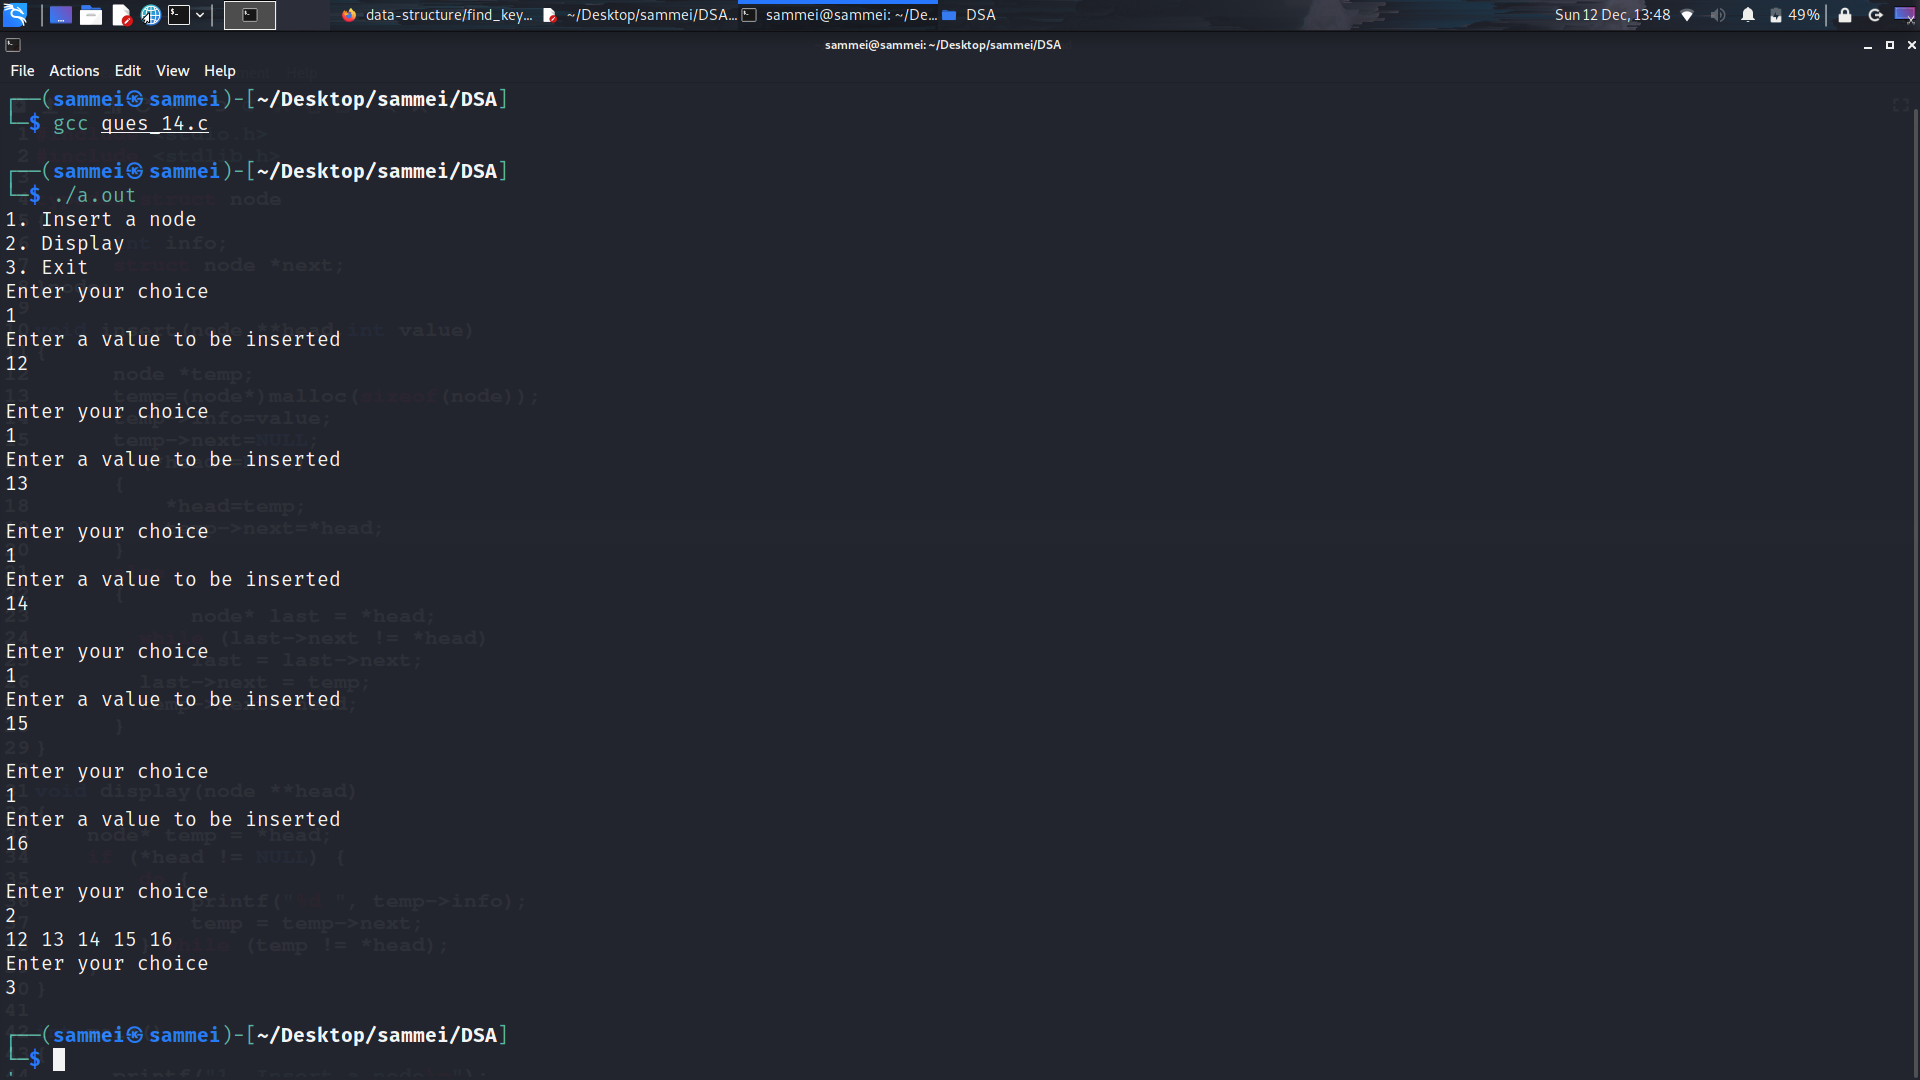 data-structure/find_key... ~/Desktop/sammei/DSA... sammei@sammei: ~/De... DSA Sun 12 Dec, 13:48 49%
sammei@sammei: ~/Desktop/sammei/DSA
File Actions Edit View Help
(sammei㉿sammei)-[~/Desktop/sammei/DSA]
$ gcc ques_14.c
(sammei㉿sammei)-[~/Desktop/sammei/DSA]
$ ./a.out
1. Insert a node
2. Display
3. Exit
Enter your choice
1
Enter a value to be inserted
12
Enter your choice
1
Enter a value to be inserted
13
Enter your choice
1
Enter a value to be inserted
14
Enter your choice
1
Enter a value to be inserted
15
Enter your choice
1
Enter a value to be inserted
16
Enter your choice
2
12 13 14 15 16
Enter your choice
3
(sammei㉿sammei)-[~/Desktop/sammei/DSA]
$